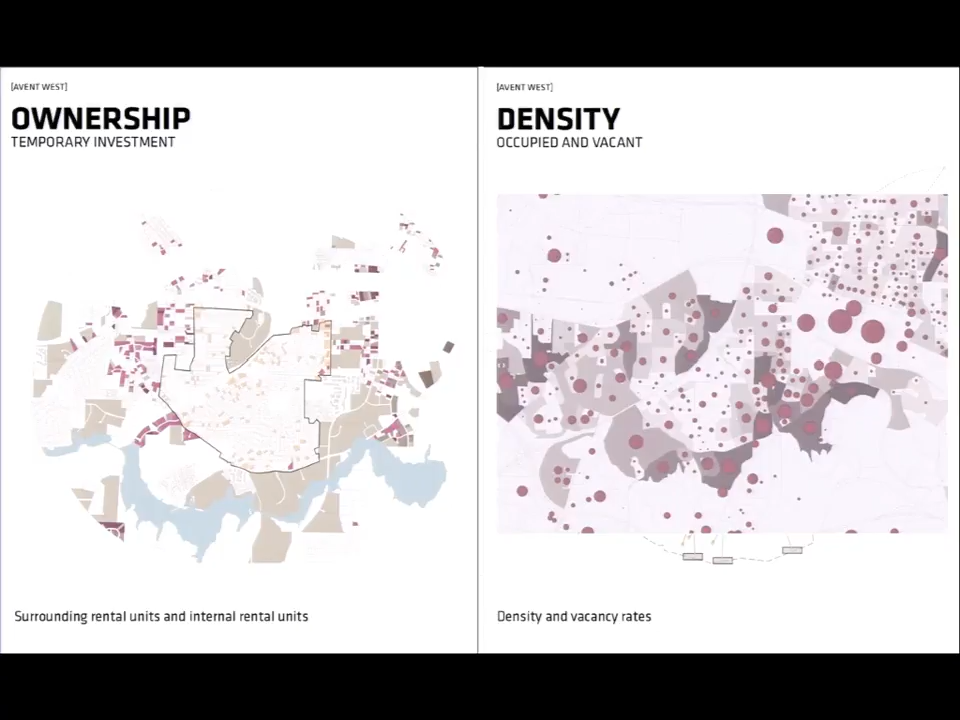 [AVENT WEST]
OWNERSHIP
TEMPORARY INVESTMENT
Surrounding rental units and internal rental units
[AVENT WEST]
DENSITY
OCCUPIED AND VACANT
Density and vacancy rates